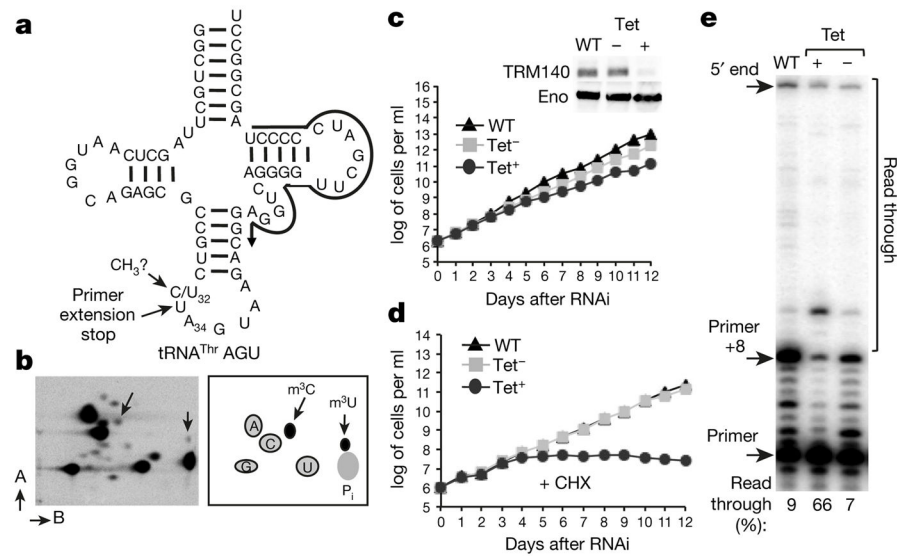 a
U
G C
G C
C G
U G
C C
G G
C A
U
A
U CCCCC
C U A G C U U
AGGGG
C U G
G G A
U A A CUCG
G
G
C A GAGC
G
C G
C G
G C
U A
C G
A
A
U
G
CH3?
C/U32
Primer
extension
stop
U
A34
tRNAThr AGU
b
A
B
A
C
G
U
m3C
m3U
Pi
c
Tet
WT − +
TRM140
Eno
log of cells per ml
16
15
14
13
12
11
10
9
8
7
6
5
WT
Tet−
Tet+
0 1 2 3 4 5 6 7 8 9 10 11 12
Days after RNAi
d
log of cells per ml
14
13
12
11
10
9
8
7
6
5
WT
Tet−
Tet+
+ CHX
0 1 2 3 4 5 6 7 8 9 10 11 12
Days after RNAi
e
Tet
WT + −
5′ end
Read through
Primer
+8
Primer
Read
through
(%):
9 66 7